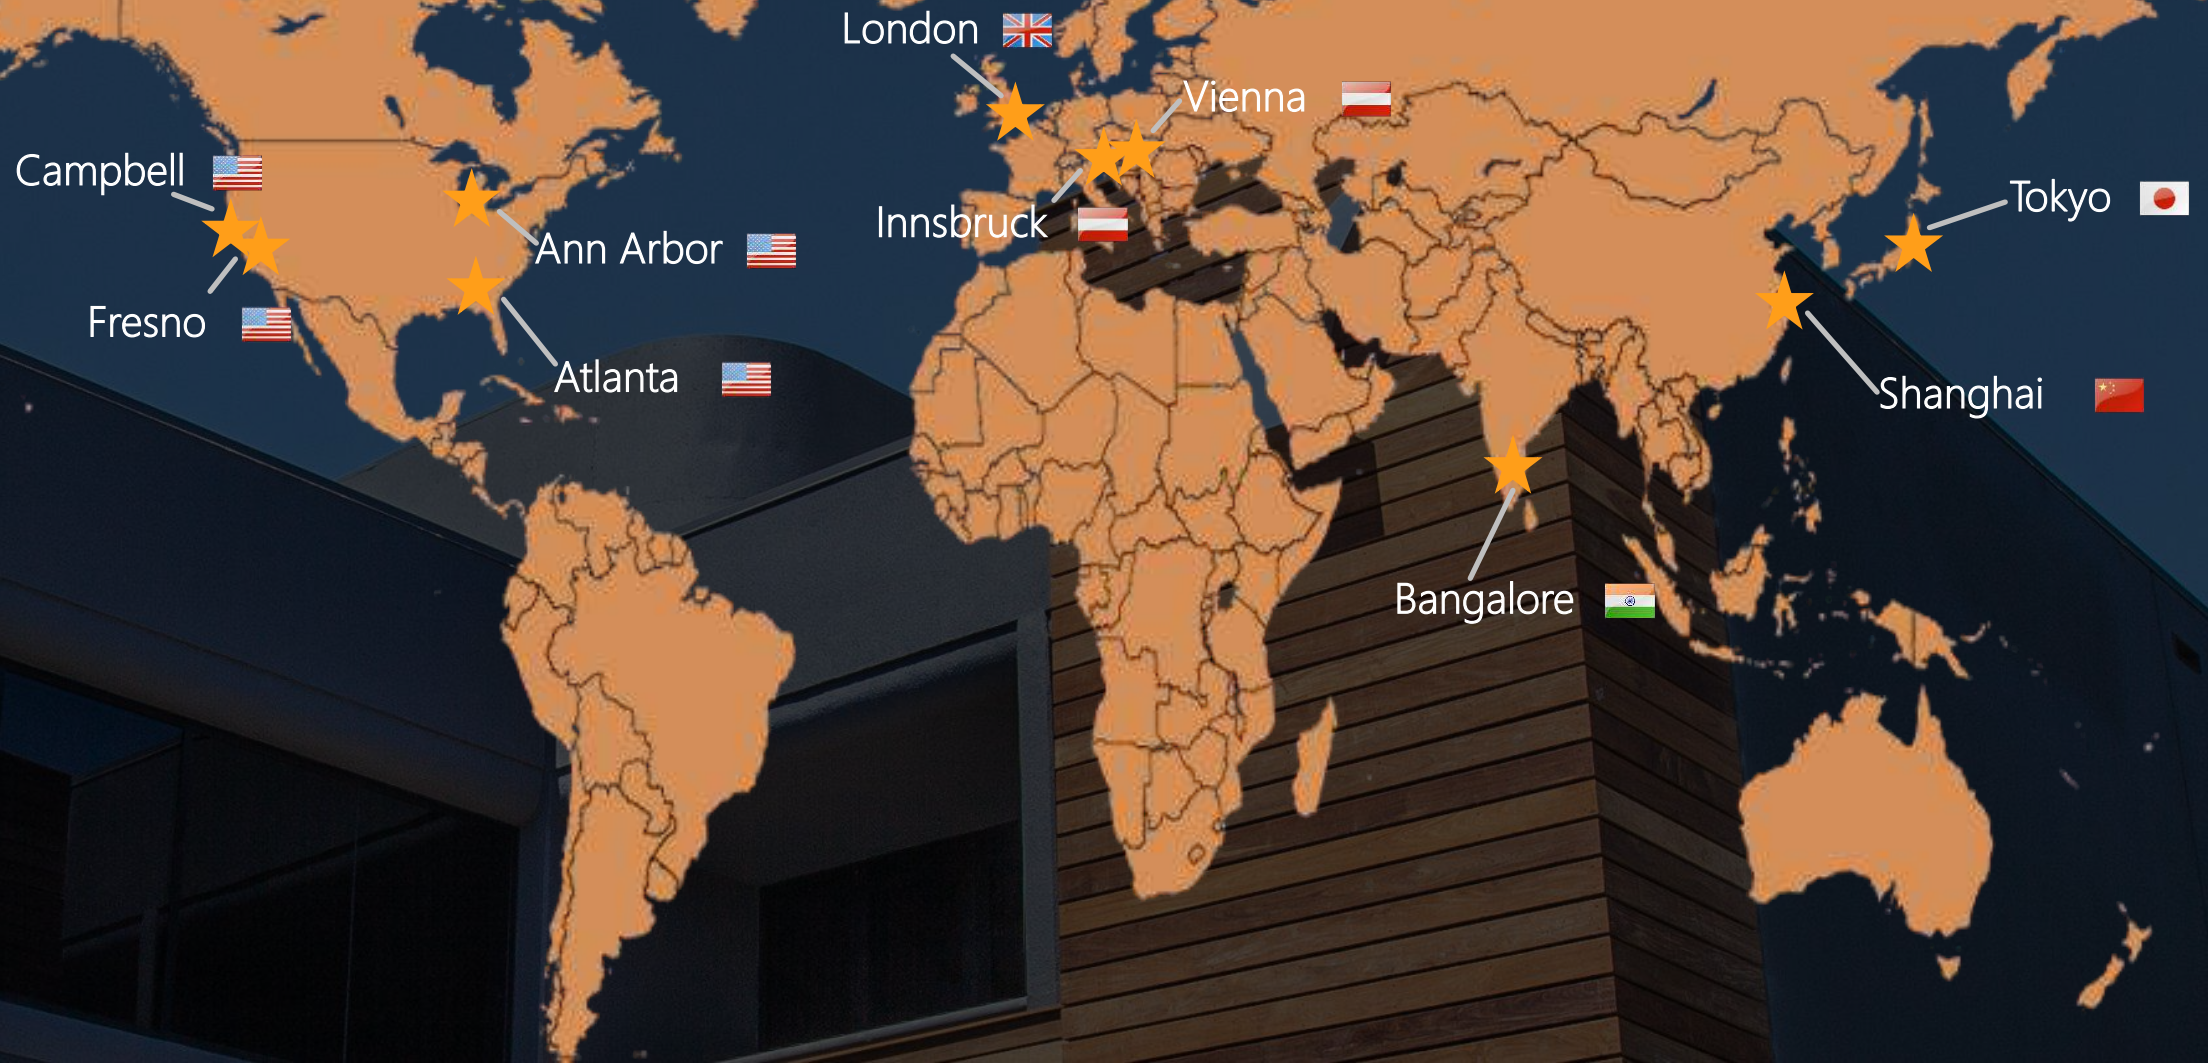 London
Vienna
Campbell
Tokyo
Innsbruck
Ann Arbor
Fresno
Atlanta
Shanghai
Bangalore